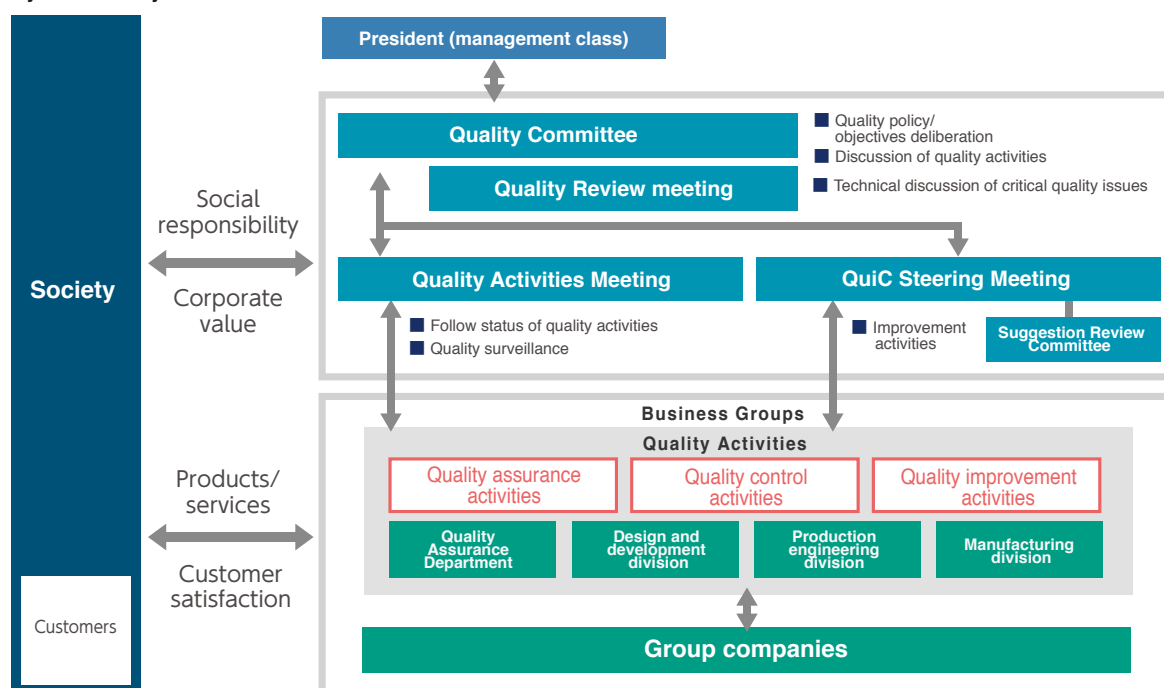 President (management class)
Quality Committee
Quality policy/
objectives deliberation
Discussion of quality activities
Quality Review meeting
Technical discussion of critical quality issues
Social
responsibility
Society
Corporate
value
Quality Activities Meeting
QuiC Steering Meeting
Follow status of quality activities
Quality surveillance
Improvement
activities
Suggestion Review
Committee
Business Groups
Quality Activities
Quality assurance
activities
Quality control
activities
Quality improvement
activities
Products/
services
Quality
Assurance
Department
Design and
development
division
Production
engineering
division
Manufacturing
division
Customer
satisfaction
Customers
Group companies